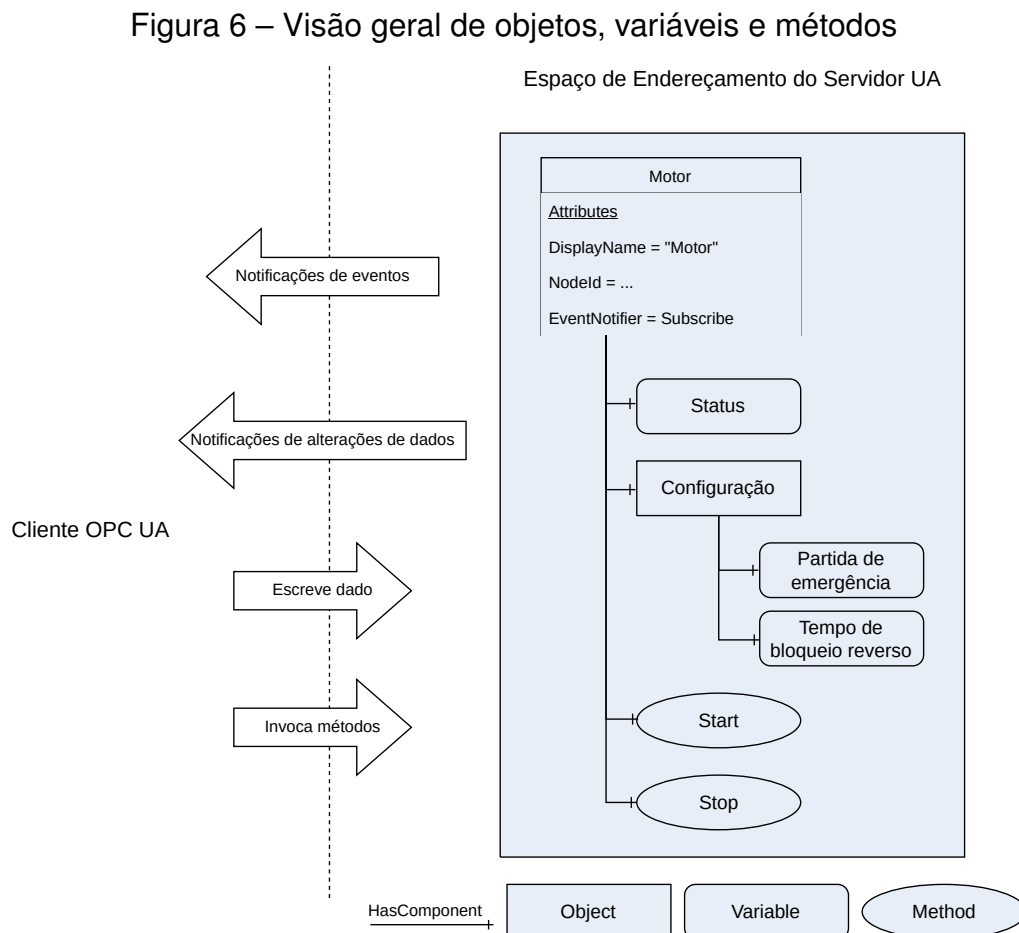 Figura 6 – Visão geral de objetos, variáveis e métodos
Espaço de Endereçamento do Servidor UA
Motor
Attributes
DisplayName = "Motor"
NodeId = ...
EventNotifier = Subscribe
Notificações de eventos
Status
Notificações de alterações de dados
Configuração
Cliente OPC UA
Partida de
emergência
Escreve dado
Tempo de
bloqueio reverso
Start
Invoca métodos
Stop
HasComponent
Object
Variable
Method